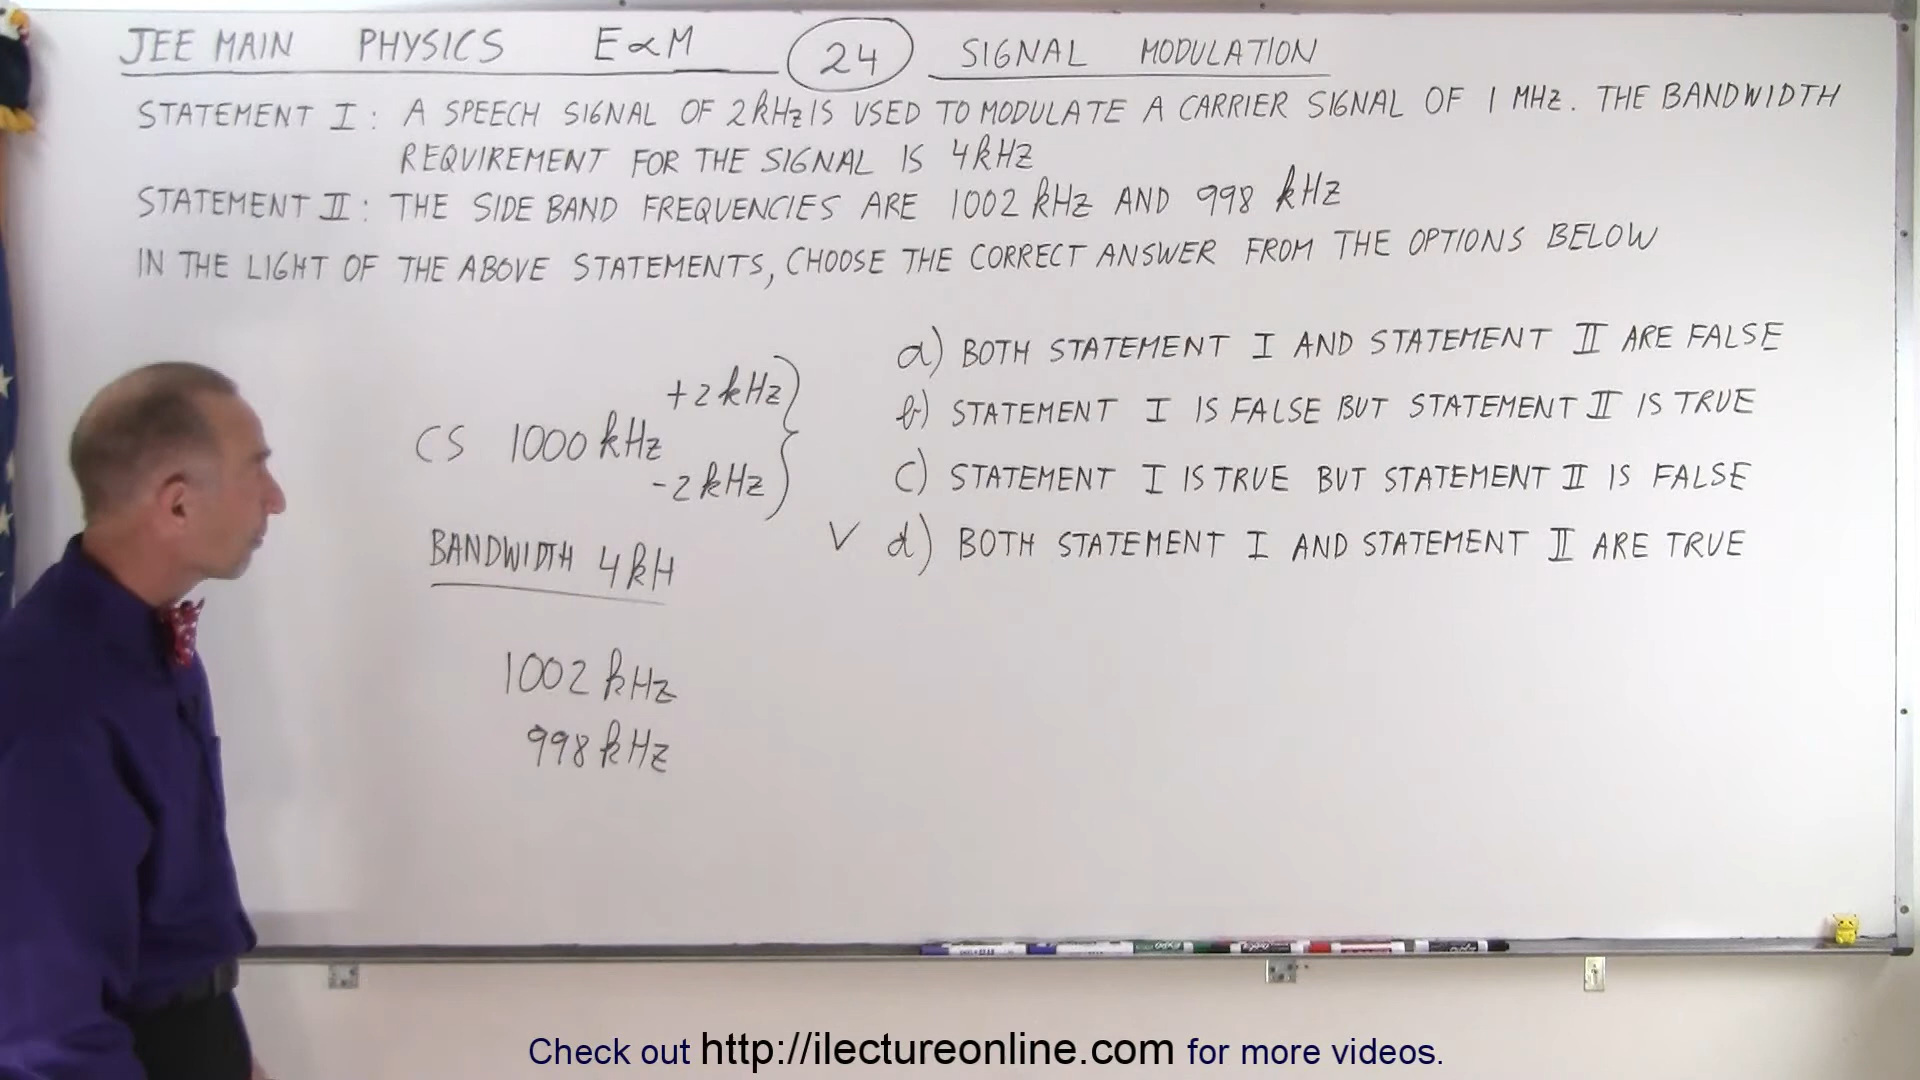 JEE MAIN PHYSICS E∝M 24 SIGNAL MODULATION
STATEMENT I: A SPEECH SIGNAL OF 2kHz IS USED TO MODULATE A CARRIER SIGNAL OF 1 MHZ. THE BANDWIDTH
REQUIREMENT FOR THE SIGNAL IS 4kHz
STATEMENT II: THE SIDE BAND FREQUENCIES ARE 1002 kHz AND 998 kHz
IN THE LIGHT OF THE ABOVE STATEMENTS, CHOOSE THE CORRECT ANSWER FROM THE OPTIONS BELOW
a) BOTH STATEMENT I AND STATEMENT II ARE FALSE
b) STATEMENT I IS FALSE BUT STATEMENT II IS TRUE
c) STATEMENT I IS TRUE BUT STATEMENT II IS FALSE
V d) BOTH STATEMENT I AND STATEMENT II ARE TRUE
+2kHz
CS 1000 kHz
-2kHz
BANDWIDTH 4kH
1002 kHz
998 kHz
Check out http://ilectureonline.com for more videos.